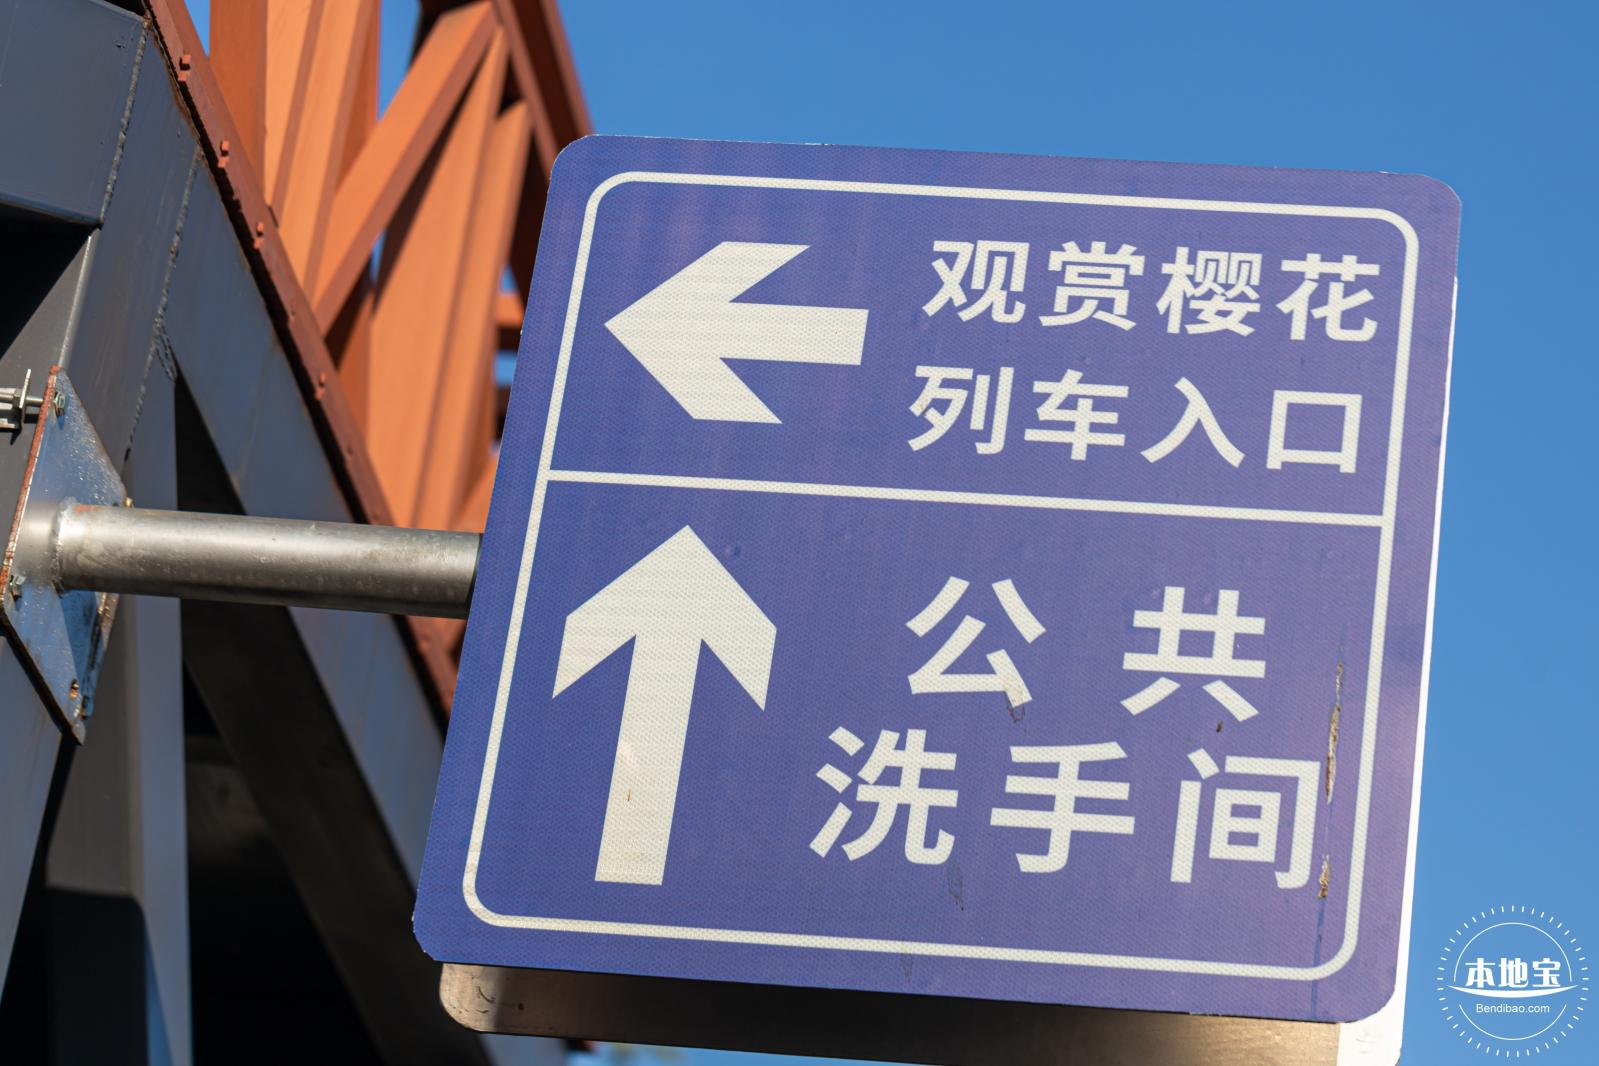 观赏樱花
列车入口
公共
洗手间
本地宝
Bendibao.com